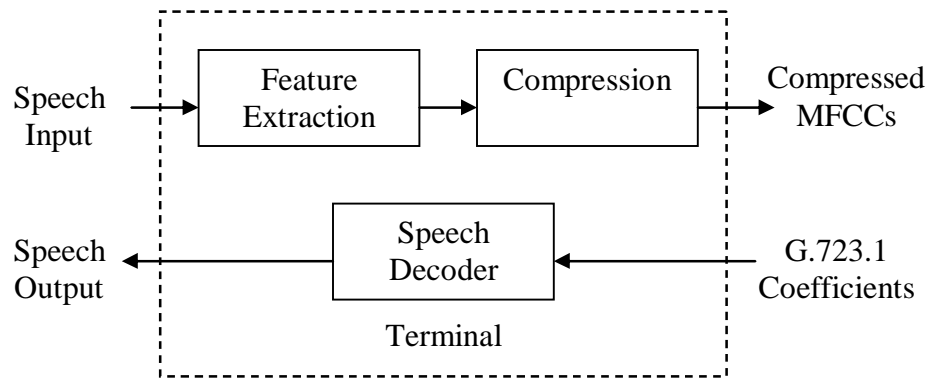 Speech
Input
Feature
Extraction
Compression
Compressed
MFCCs
Speech
Output
Speech
Decoder
G.723.1
Coefficients
Terminal